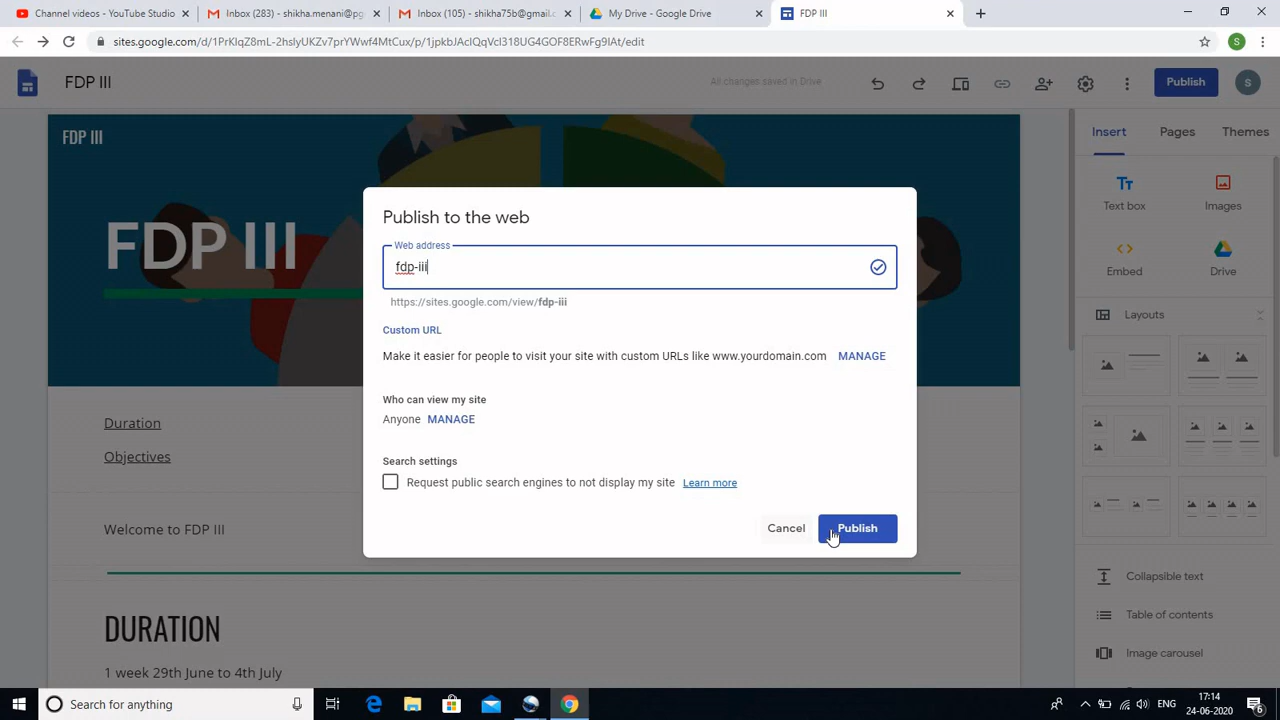 Channels - YouTube Studio
Inbox (283) - shikha.menani@pg
Inbox (105) - shikha75b@gmail.c
My Drive - Google Drive
FDP III
sites.google.com/d/1PrKlqZ8mL-2hslyUKZv7prYWwf4MtCux/p/1jpkbJAcIQqVcl318UG4GOF8ERwFg9IAt/edit
S
FDP III
All changes saved in Drive
Publish
S
FDP III
FDP III
Insert
Pages
Themes
Text box
Images
Embed
Drive
Layouts
Collapsible text
Table of contents
Image carousel
Publish to the web
Web address
fdp-iii
https://sites.google.com/view/fdp-iii
Custom URL
Make it easier for people to visit your site with custom URLs like www.yourdomain.com MANAGE
Who can view my site
Anyone MANAGE
Search settings
Request public search engines to not display my site Learn more
Cancel
Publish
Duration
Objectives
Welcome to FDP III
DURATION
1 week 29th June to 4th July
Search for anything
ENG
17:14
24-06-2020
6